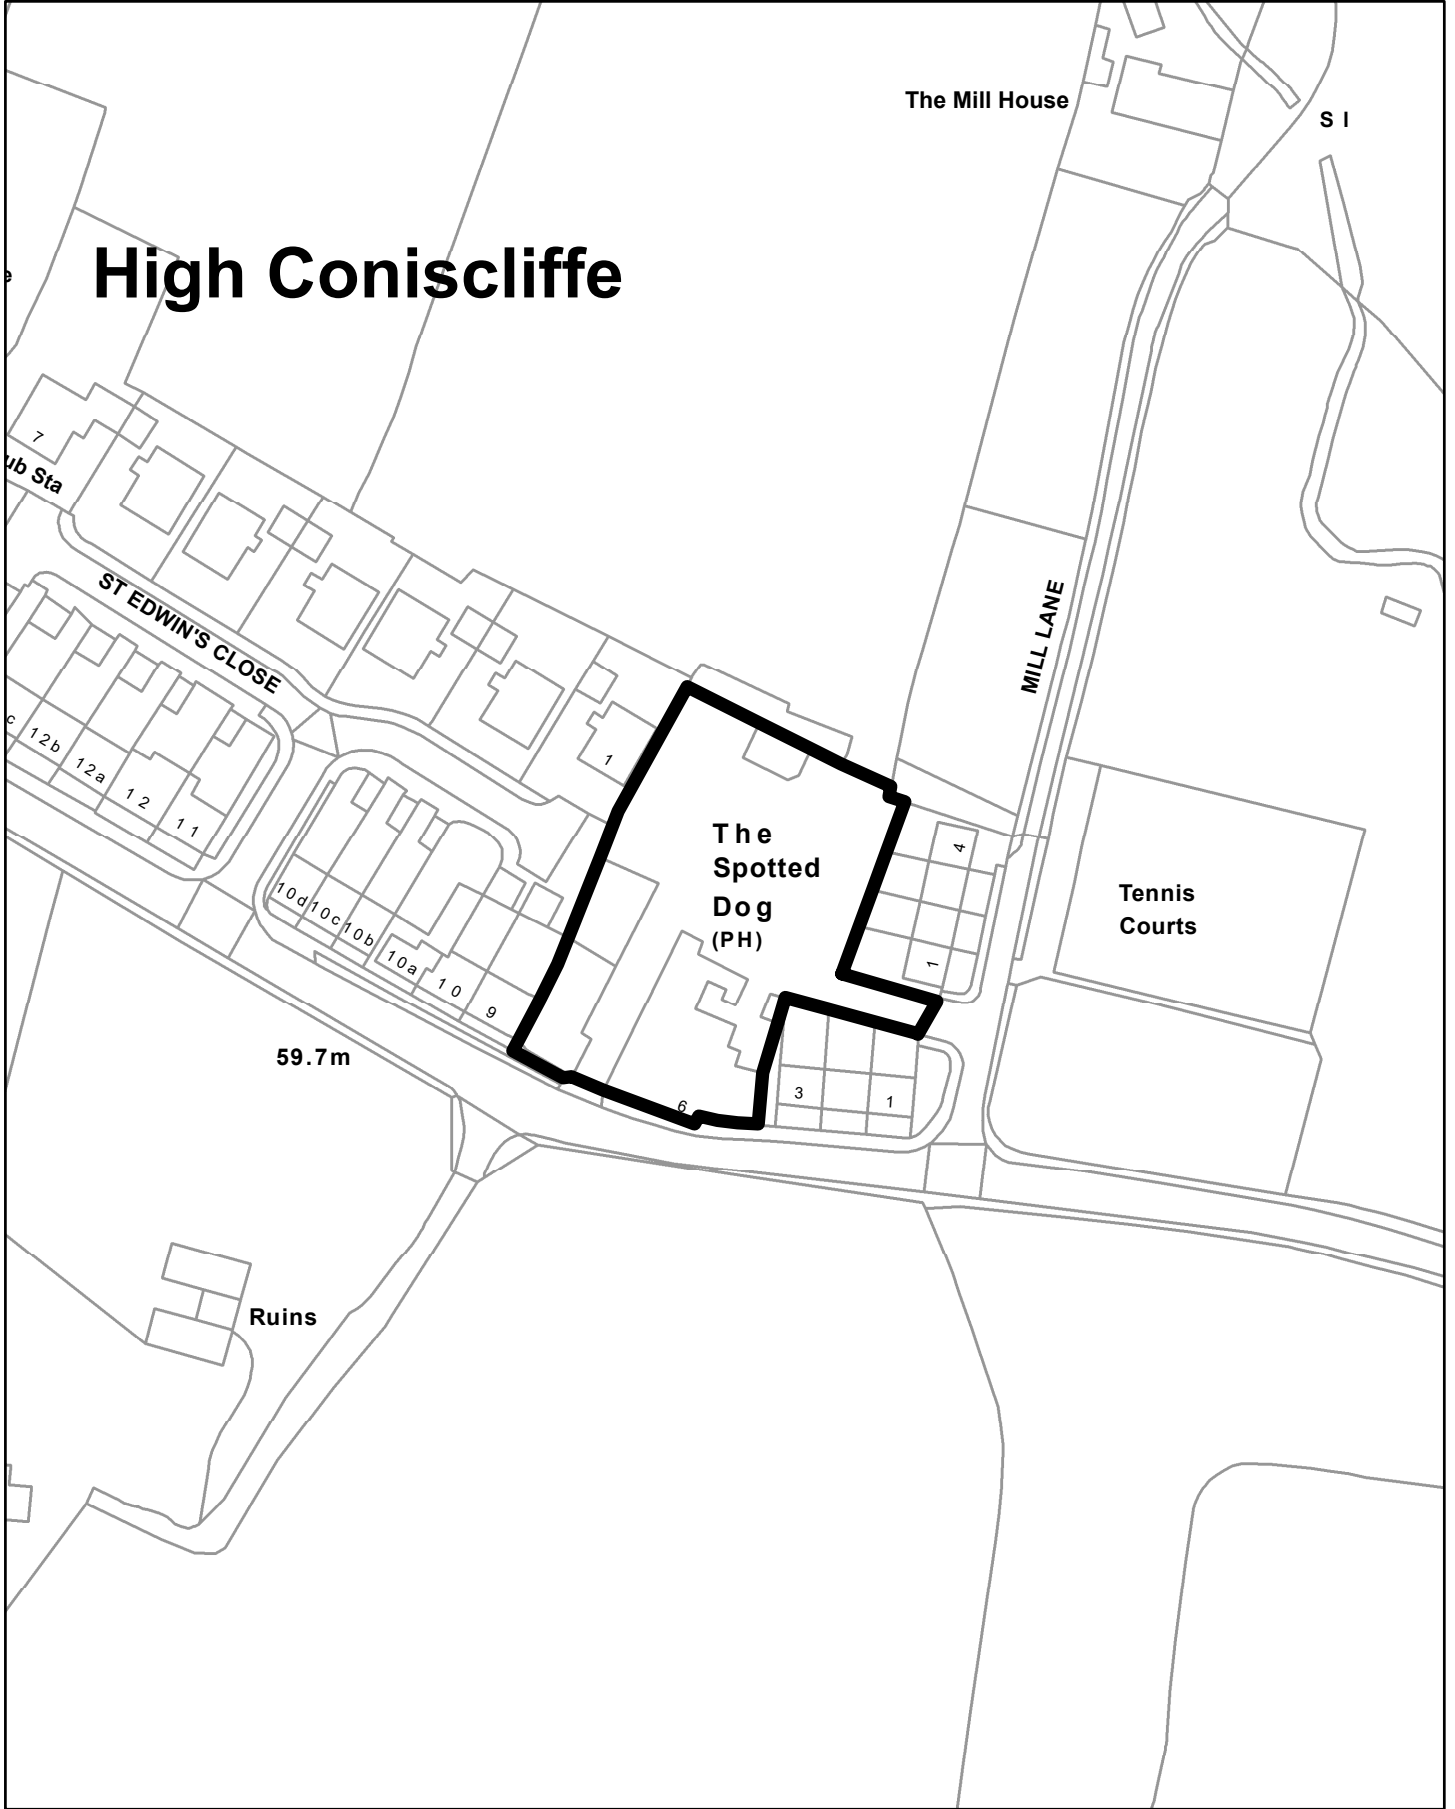 The Mill House
S I
High Coniscliffe
e
7
ub Sta
ST EDWIN'S CLOSE
MILL LANE
c
12b
12a
12
11
1
The
Spotted
Dog
(PH)
4
1
Tennis
Courts
10d
10c
10b
10a
10
9
59.7m
6
3
1
Ruins